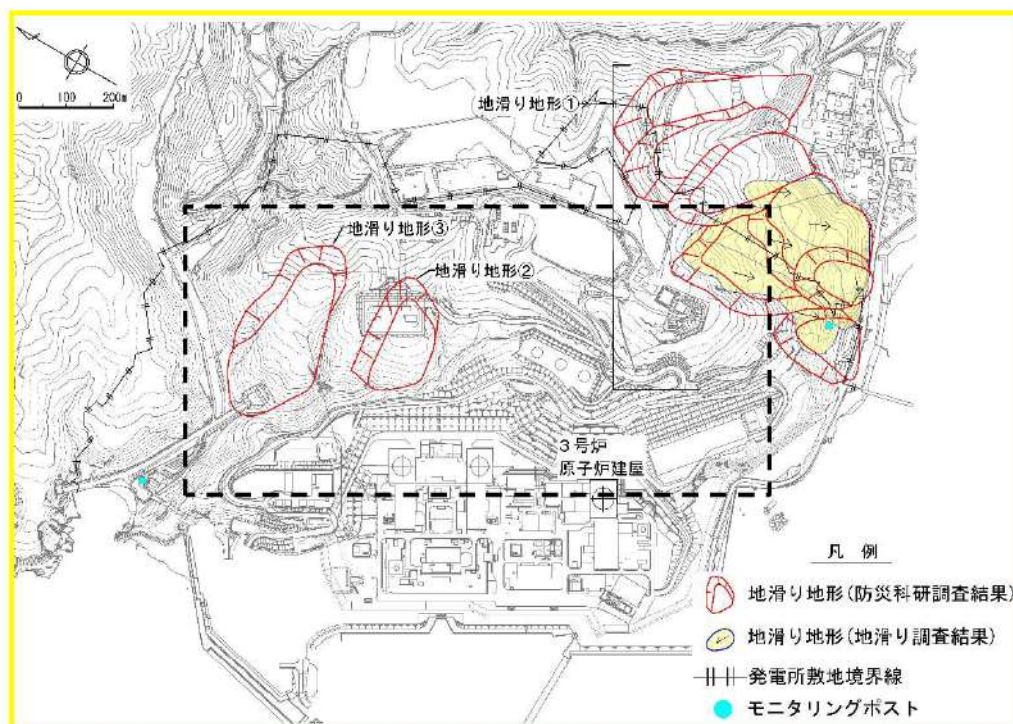 0 100 200m
地滑り地形①
地滑り地形③
地滑り地形②
3号炉
原子炉建屋
凡例
地滑り地形(防災科研調査結果)
地滑り地形(地滑り調査結果)
発電所敷地境界線
モニタリングポスト